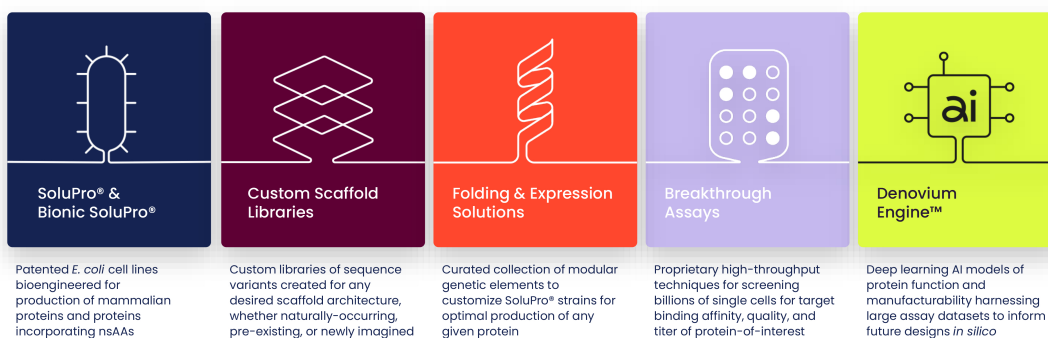 SoluPro® &
Bionic SoluPro®
Patented E. coli cell lines
bioengineered for
production of mammalian
proteins and proteins
incorporating nsAAs
Custom Scaffold
Libraries
Custom libraries of sequence
variants created for any
desired scaffold architecture,
whether naturally-occurring,
pre-existing, or newly imagined
Folding & Expression
Solutions
Curated collection of modular
genetic elements to
customize SoluPro® strains for
optimal production of any
given protein
Breakthrough
Assays
Proprietary high-throughput
techniques for screening
billions of single cells for target
binding affinity, quality, and
titer of protein-of-interest
ai
Denovium
Engine™
Deep learning AI models of
protein function and
manufacturability harnessing
large assay datasets to inform
future designs in silico